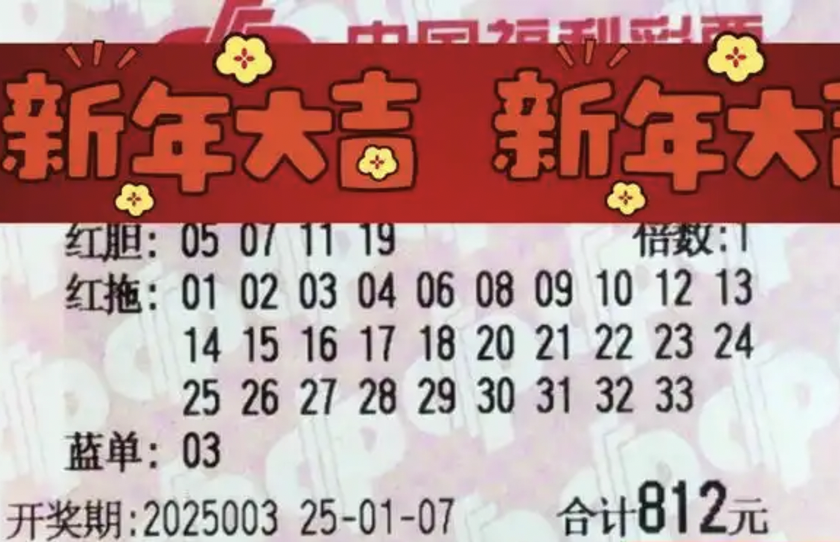 中国福利彩票
新年大吉 新年大
红胆: 05 07 11 19 倍数:1
红拖: 01 02 03 04 06 08 09 10 12 13
14 15 16 17 18 20 21 22 23 24
25 26 27 28 29 30 31 32 33
蓝单: 03
开奖期:2025003 25-01-07 合计812元